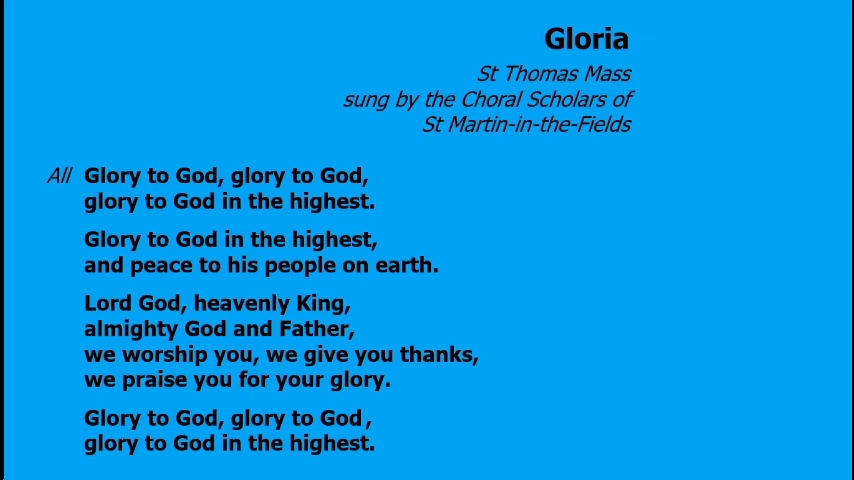 Gloria
St Thomas Mass
sung by the Choral Scholars of
St Martin-in-the-Fields
All Glory to God, glory to God,
glory to God in the highest.
Glory to God in the highest,
and peace to his people on earth.
Lord God, heavenly King,
almighty God and Father,
we worship you, we give you thanks,
we praise you for your glory.
Glory to God, glory to God,
glory to God in the highest.